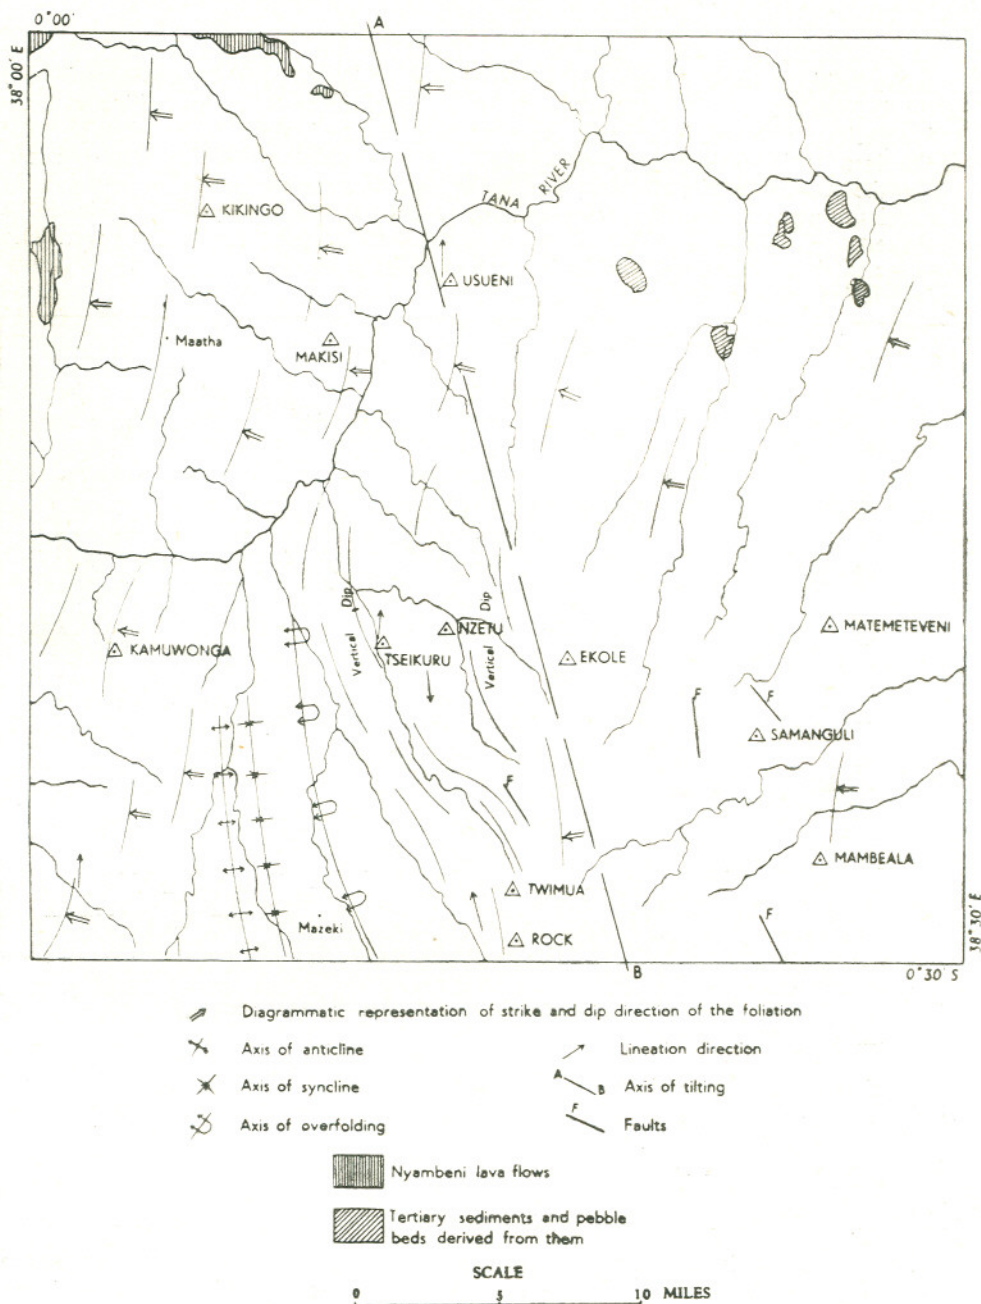 0°00'
A
38°00' E
TANA RIVER
KIKINGO
USUENI
Maatha
MAKISI
Vertical Dip
NZETU
Vertical Dip
TSEIKURU
EKOLE
MATEMETEVENI
KAMUWONGA
F
F
SAMANGULI
F
MAMBEALA
TWIMUA
F
Mazeki
ROCK
38°30' E
B
0°30' S
Diagrammatic representation of strike and dip direction of the foliation
Axis of anticline
Lineation direction
Axis of syncline
A B Axis of tilting
Axis of overfolding
F Faults
Nyambeni lava flows
Tertiary sediments and pebble
beds derived from them
SCALE
0 5 10 MILES